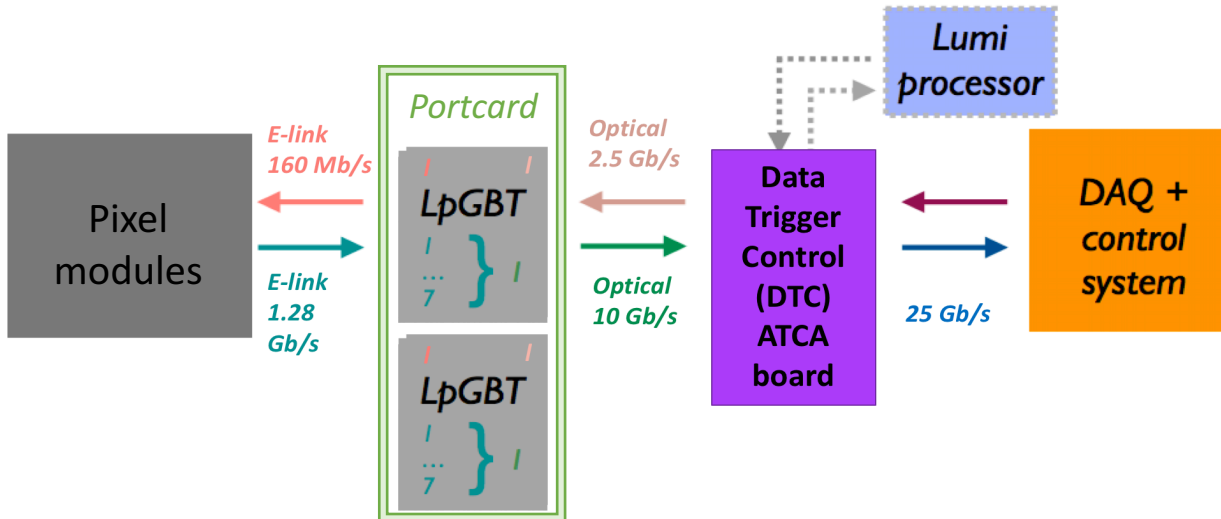 Lumi
processor
Portcard
E-link
160 Mb/s
Optical
2.5 Gb/s
Pixel
modules
I I
LpGBT
I
...
7
} I
E-link
1.28
Gb/s
Optical
10 Gb/s
I I
LpGBT
I
...
7
} I
Data
Trigger
Control
(DTC)
ATCA
board
25 Gb/s
DAQ +
control
system